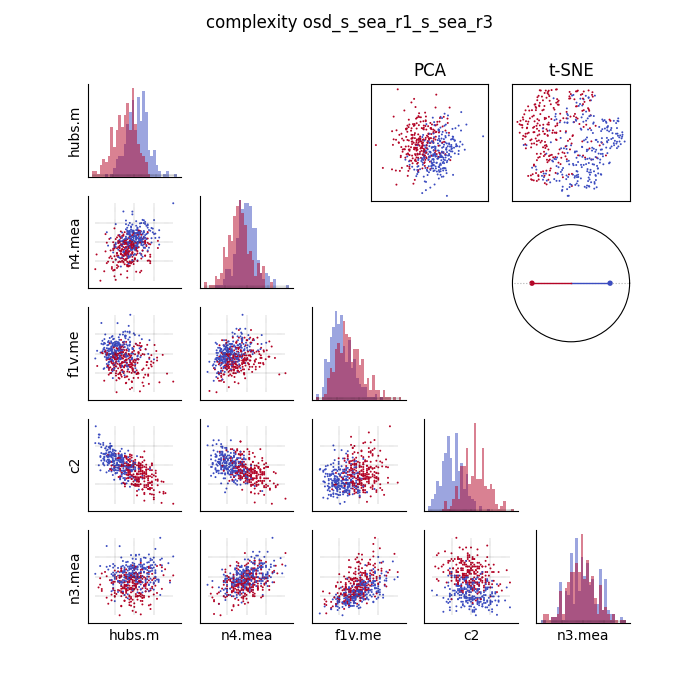 complexity osd_s_sea_r1_s_sea_r3
PCA
t-SNE
hubs.m
n4.mea
f1v.me
c2
n3.mea
hubs.m
n4.mea
f1v.me
c2
n3.mea